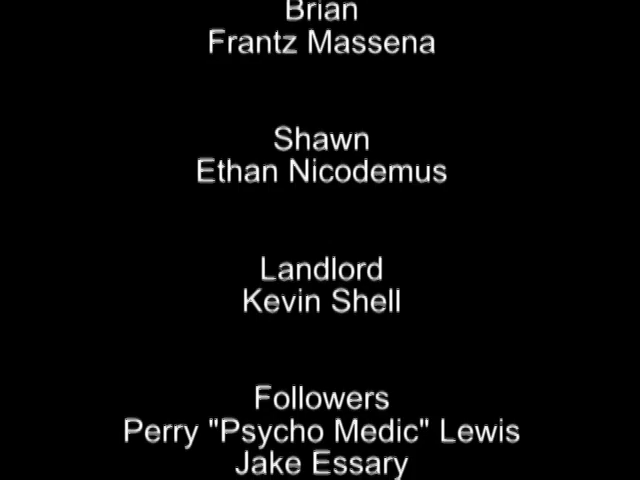 Brian
Frantz Massena
Shawn
Ethan Nicodemus
Landlord
Kevin Shell
Followers
Perry "Psycho Medic" Lewis
Jake Essary